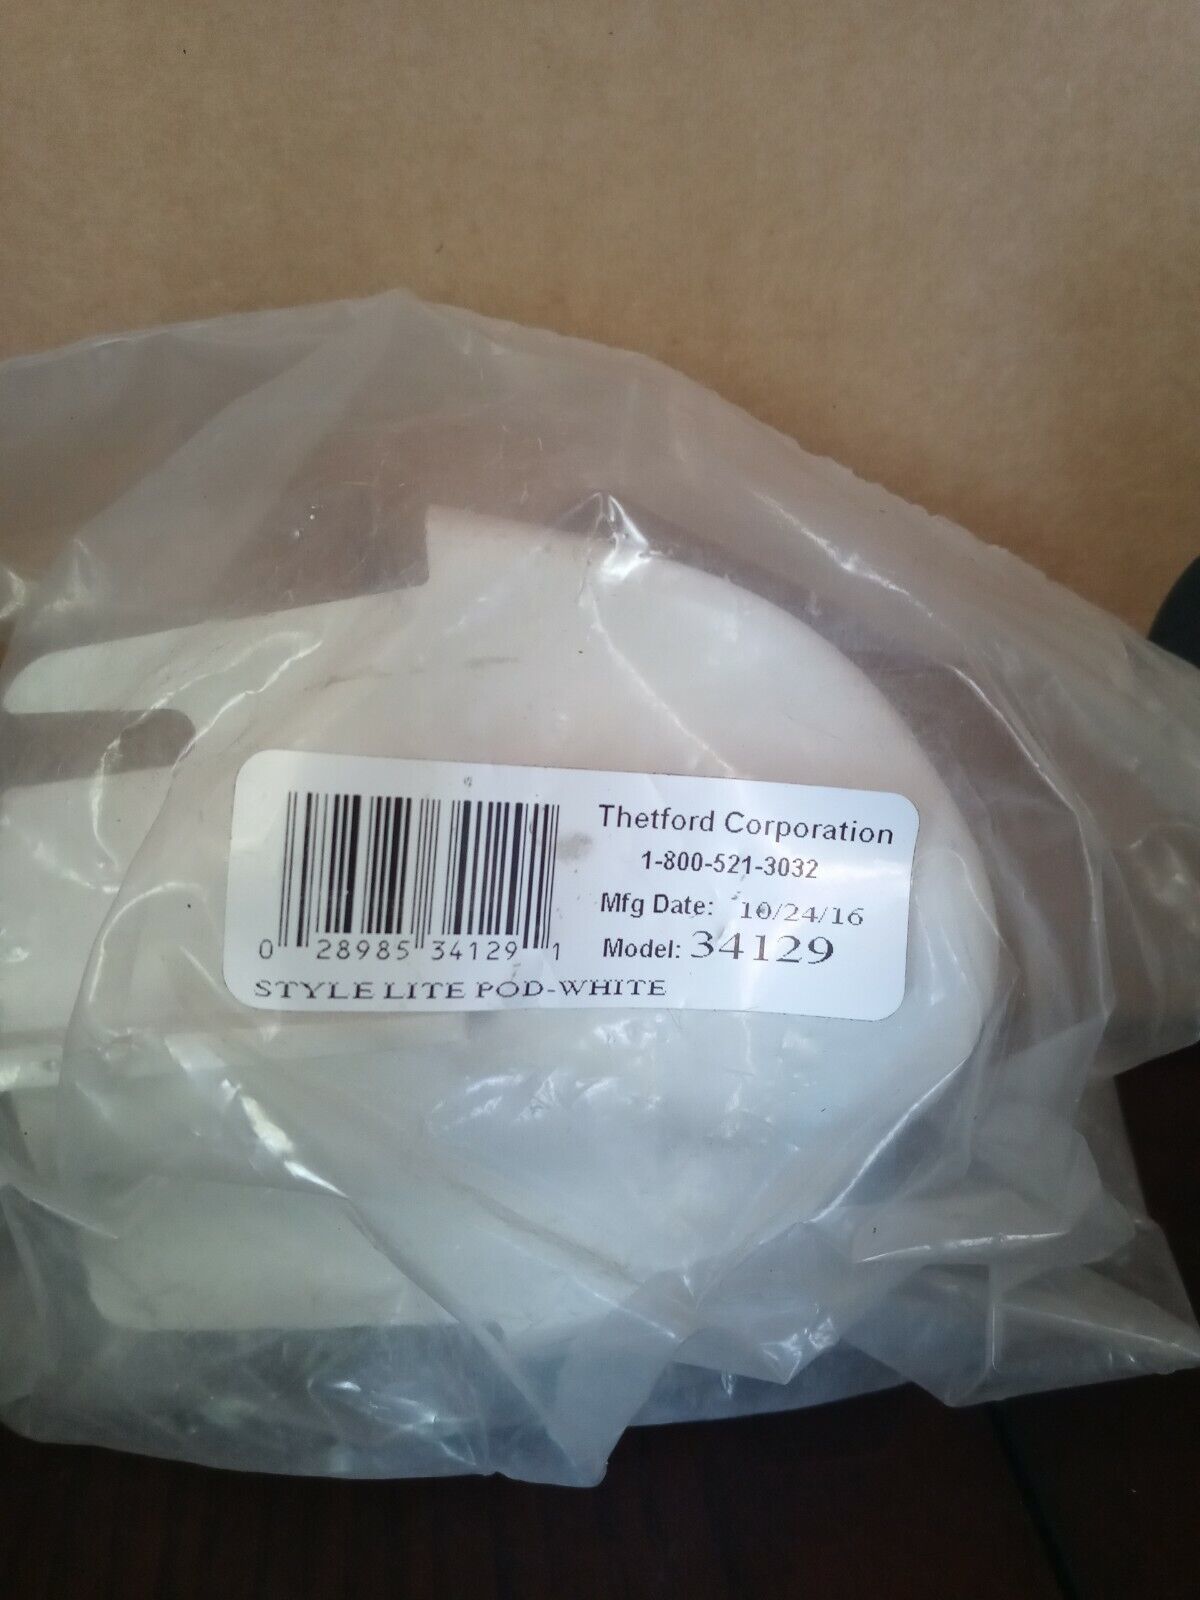 Thetford Corporation
1-800-521-3032
Mfg Date: 10/24/16
Model: 34129
0 28985 34129 1
STYLE LITE POD-WHITE